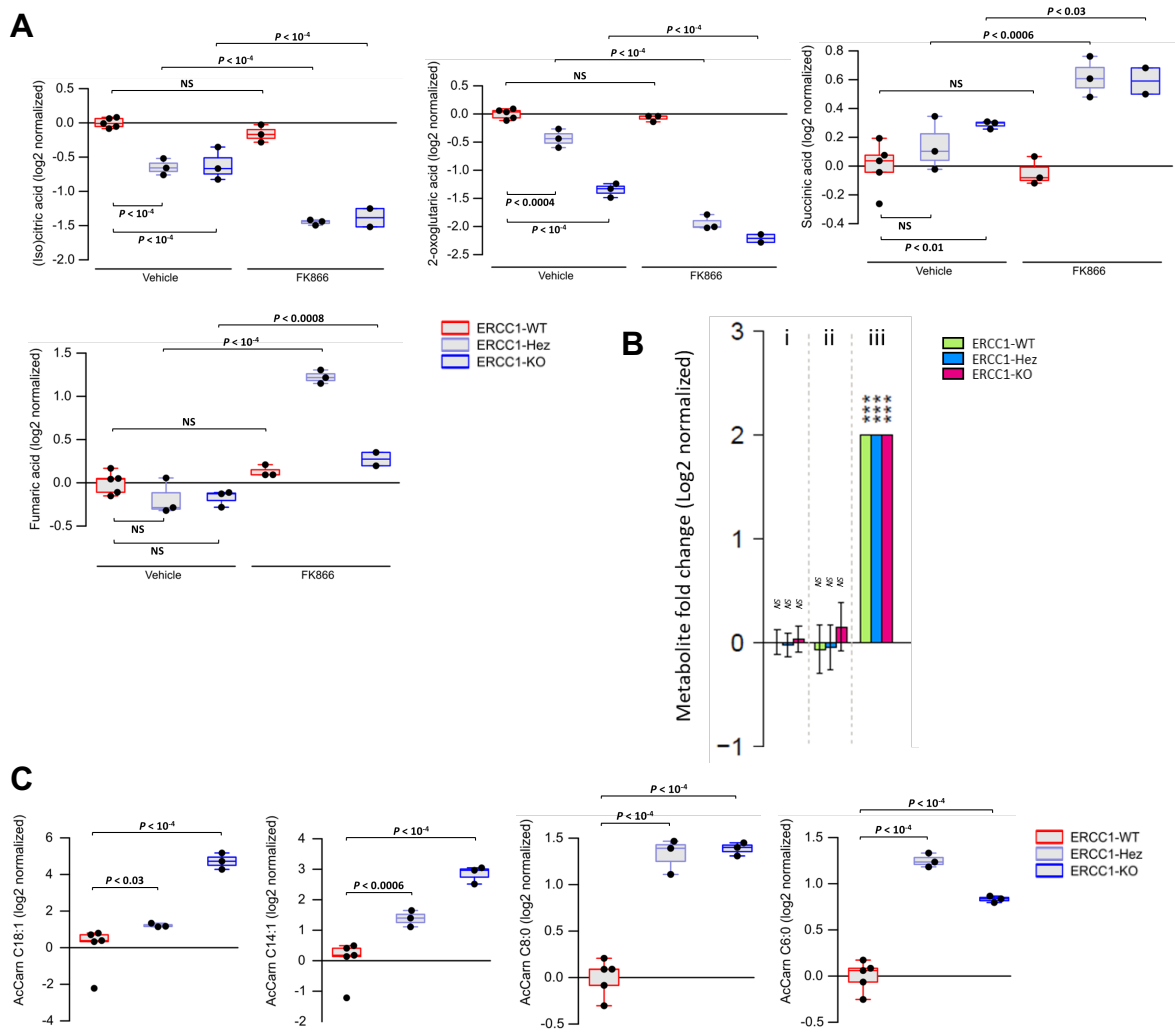 A
P < 10-4
P < 10-4
NS
0.5
0.0
-0.5
-1.0
-1.5
-2.0
(Iso)citric acid (log2 normalized)
P < 10-4
P < 10-4
Vehicle
FK866
P < 10-4
P < 10-4
NS
0.5
0.0
-0.5
-1.0
-1.5
-2.0
-2.5
2-oxoglutaric acid (log2 normalized)
P < 0.0004
P < 10-4
Vehicle
FK866
P < 0.03
P < 0.0006
NS
0.8
0.6
0.4
0.2
0.0
-0.2
-0.4
Succinic acid (log2 normalized)
NS
P < 0.01
Vehicle
FK866
P < 0.0008
P < 10-4
NS
1.5
1.0
0.5
0.0
-0.5
Fumaric acid (log2 normalized)
NS
NS
Vehicle
FK866
ERCC1-WT
ERCC1-Hez
ERCC1-KO
B
Metabolite fold change (Log2 normalized)
3
2
1
0
−1
i
ii
iii
NS
NS
NS
NS
NS
NS
***
***
***
ERCC1-WT
ERCC1-Hez
ERCC1-KO
C
P < 10-4
P < 0.03
6
4
2
0
-2
-4
AcCarn C18:1 (log2 normalized)
P < 10-4
P < 0.0006
4
3
2
1
0
-1
-2
AcCarn C14:1 (log2 normalized)
P < 10-4
P < 10-4
1.5
1.0
0.5
0.0
-0.5
AcCarn C8:0 (log2 normalized)
P < 10-4
P < 10-4
1.5
1.0
0.5
0.0
-0.5
AcCarn C6:0 (log2 normalized)
ERCC1-WT
ERCC1-Hez
ERCC1-KO